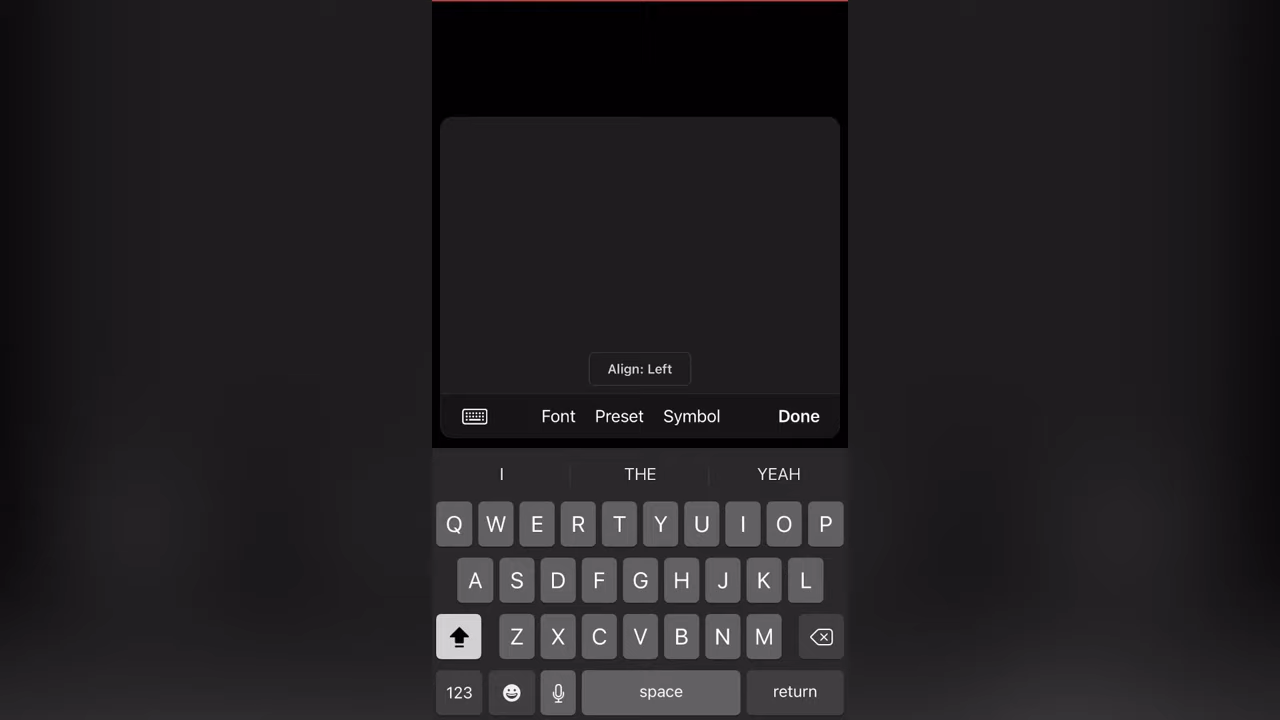 Align: Left
Font Preset Symbol Done
I THE YEAH
Q W E R T Y U I O P
A S D F G H J K L
Z X C V B N M
123 space return